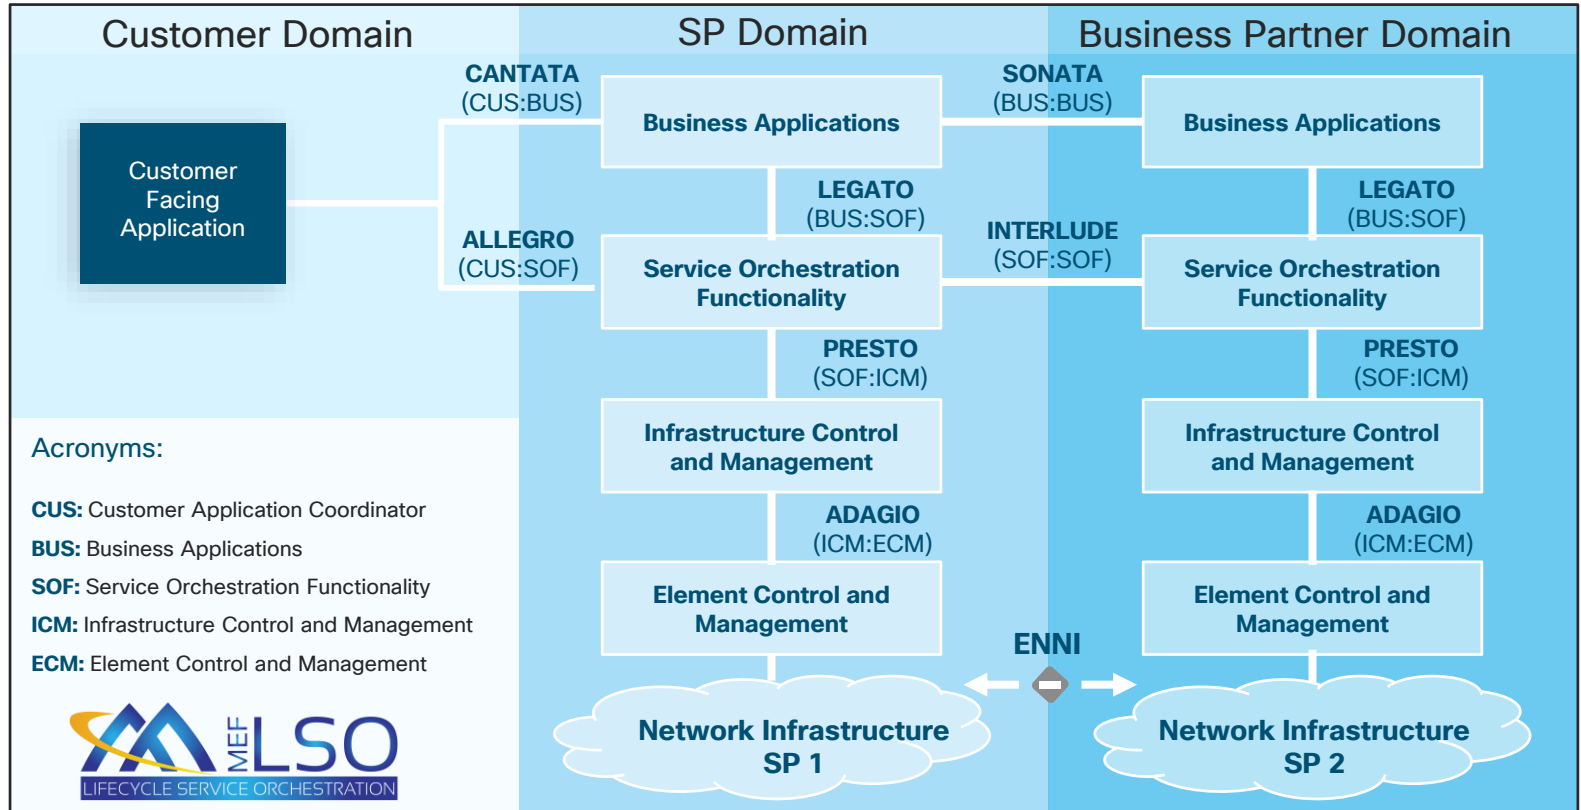 Customer Domain
SP Domain
Business Partner Domain
CANTATA
(CUS:BUS)
SONATA
(BUS:BUS)
Business Applications
Business Applications
Customer
Facing
Application
LEGATO
(BUS:SOF)
LEGATO
(BUS:SOF)
ALLEGRO
(CUS:SOF)
INTERLUDE
(SOF:SOF)
Service Orchestration
Functionality
Service Orchestration
Functionality
PRESTO
(SOF:ICM)
PRESTO
(SOF:ICM)
Infrastructure Control
and Management
Infrastructure Control
and Management
ADAGIO
(ICM:ECM)
ADAGIO
(ICM:ECM)
Element Control and
Management
Element Control and
Management
ENNI
Network Infrastructure
SP 1
Network Infrastructure
SP 2
Acronyms:
CUS: Customer Application Coordinator
BUS: Business Applications
SOF: Service Orchestration Functionality
ICM: Infrastructure Control and Management
ECM: Element Control and Management
MEF LSO
LIFECYCLE SERVICE ORCHESTRATION